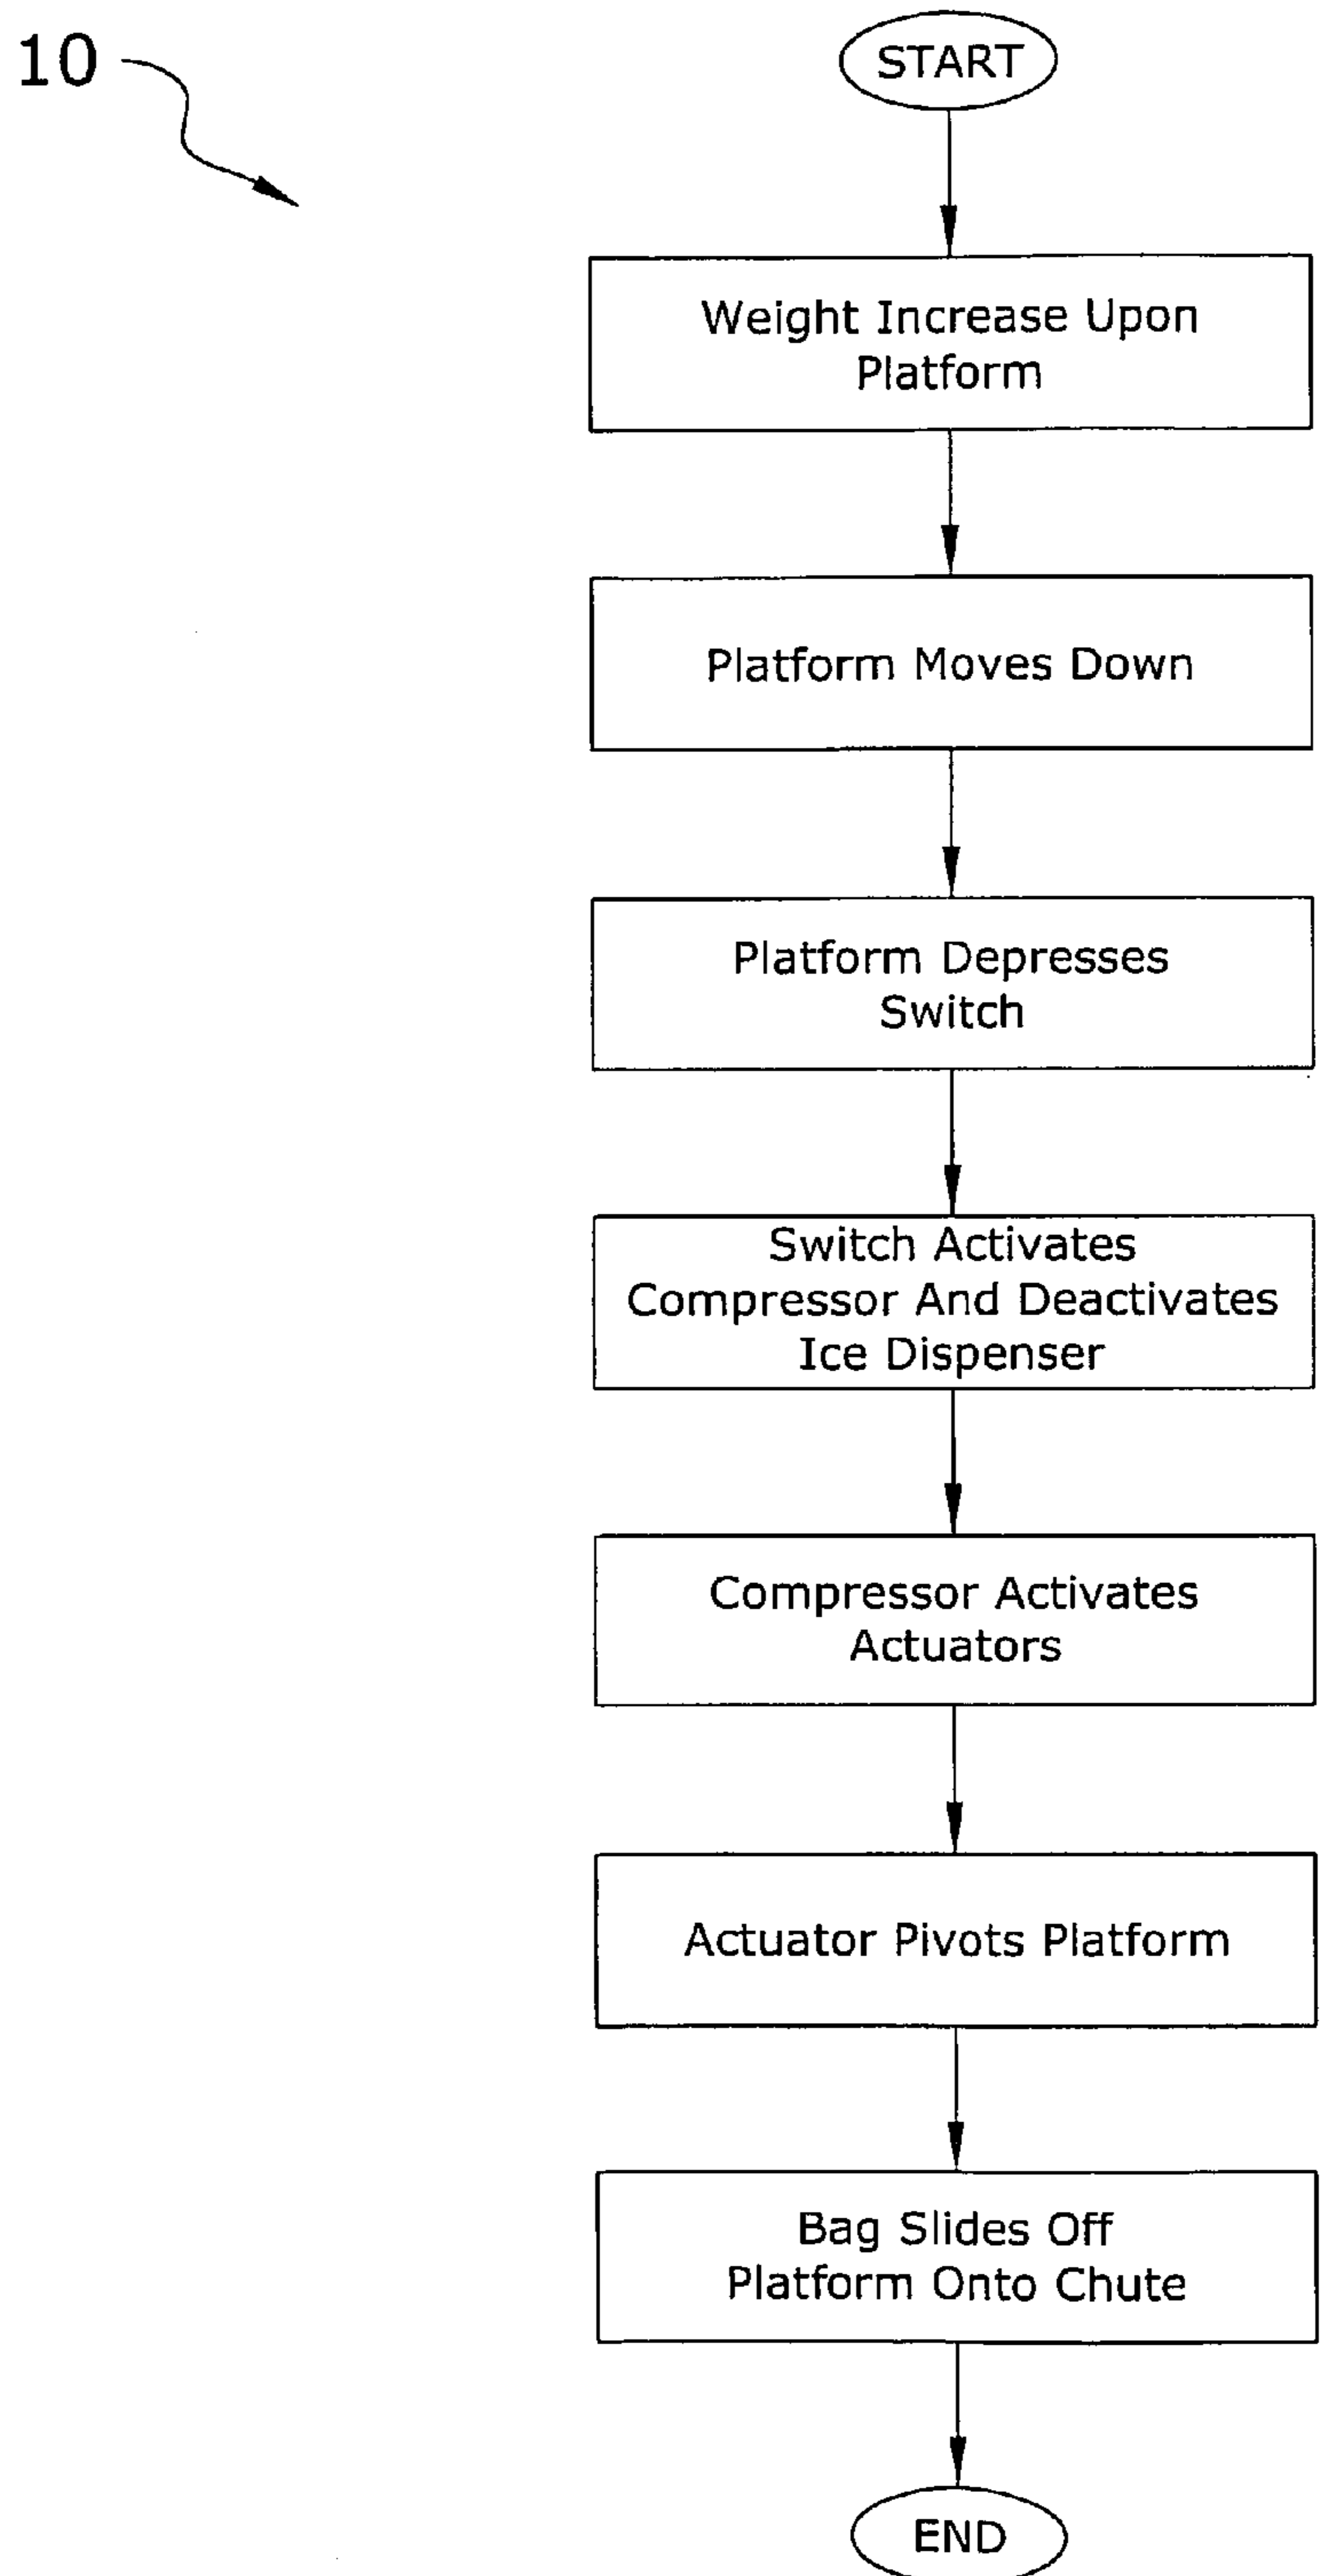 10
START
Weight Increase Upon
Platform
Platform Moves Down
Platform Depresses
Switch
Switch Activates
Compressor And Deactivates
Ice Dispenser
Compressor Activates
Actuators
Actuator Pivots Platform
Bag Slides Off
Platform Onto Chute
END